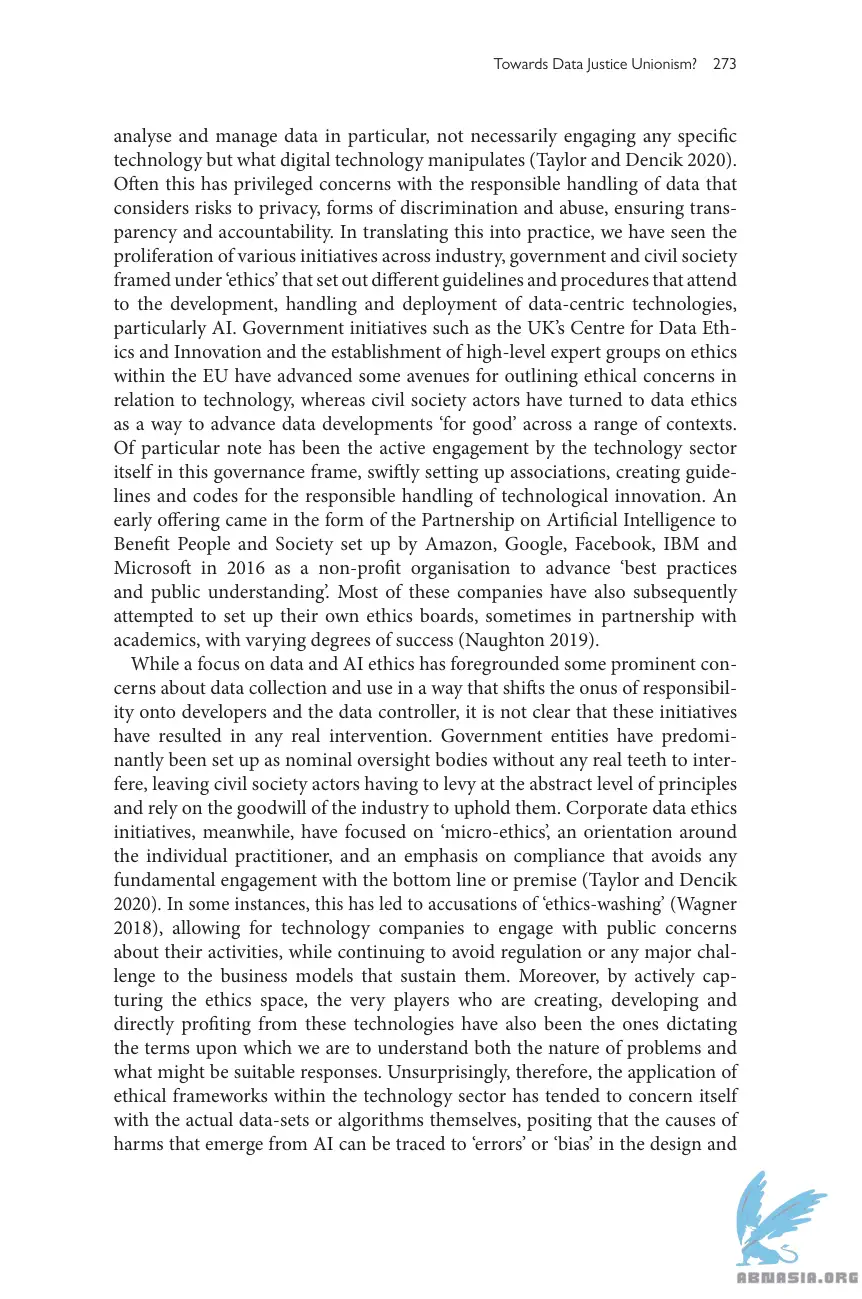 Towards Data Justice Unionism? 273
analyse and manage data in particular, not necessarily engaging any specific
technology but what digital technology manipulates (Taylor and Dencik 2020).
Often this has privileged concerns with the responsible handling of data that
considers risks to privacy, forms of discrimination and abuse, ensuring trans-
parency and accountability. In translating this into practice, we have seen the
proliferation of various initiatives across industry, government and civil society
framed under ‘ethics’ that set out different guidelines and procedures that attend
to the development, handling and deployment of data-centric technologies,
particularly AI. Government initiatives such as the UK’s Centre for Data Eth-
ics and Innovation and the establishment of high-level expert groups on ethics
within the EU have advanced some avenues for outlining ethical concerns in
relation to technology, whereas civil society actors have turned to data ethics
as a way to advance data developments ‘for good’ across a range of contexts.
Of particular note has been the active engagement by the technology sector
itself in this governance frame, swiftly setting up associations, creating guide-
lines and codes for the responsible handling of technological innovation. An
early offering came in the form of the Partnership on Artificial Intelligence to
Benefit People and Society set up by Amazon, Google, Facebook, IBM and
Microsoft in 2016 as a non-profit organisation to advance ‘best practices
and public understanding’. Most of these companies have also subsequently
attempted to set up their own ethics boards, sometimes in partnership with
academics, with varying degrees of success (Naughton 2019).
While a focus on data and AI ethics has foregrounded some prominent con-
cerns about data collection and use in a way that shifts the onus of responsibil-
ity onto developers and the data controller, it is not clear that these initiatives
have resulted in any real intervention. Government entities have predomi-
nantly been set up as nominal oversight bodies without any real teeth to inter-
fere, leaving civil society actors having to levy at the abstract level of principles
and rely on the goodwill of the industry to uphold them. Corporate data ethics
initiatives, meanwhile, have focused on ‘micro-ethics’, an orientation around
the individual practitioner, and an emphasis on compliance that avoids any
fundamental engagement with the bottom line or premise (Taylor and Dencik
2020). In some instances, this has led to accusations of ‘ethics-washing’ (Wagner
2018), allowing for technology companies to engage with public concerns
about their activities, while continuing to avoid regulation or any major chal-
lenge to the business models that sustain them. Moreover, by actively cap-
turing the ethics space, the very players who are creating, developing and
directly profiting from these technologies have also been the ones dictating
the terms upon which we are to understand both the nature of problems and
what might be suitable responses. Unsurprisingly, therefore, the application of
ethical frameworks within the technology sector has tended to concern itself
with the actual data-sets or algorithms themselves, positing that the causes of
harms that emerge from AI can be traced to ‘errors’ or ‘bias’ in the design and
ABNASIA.ORG